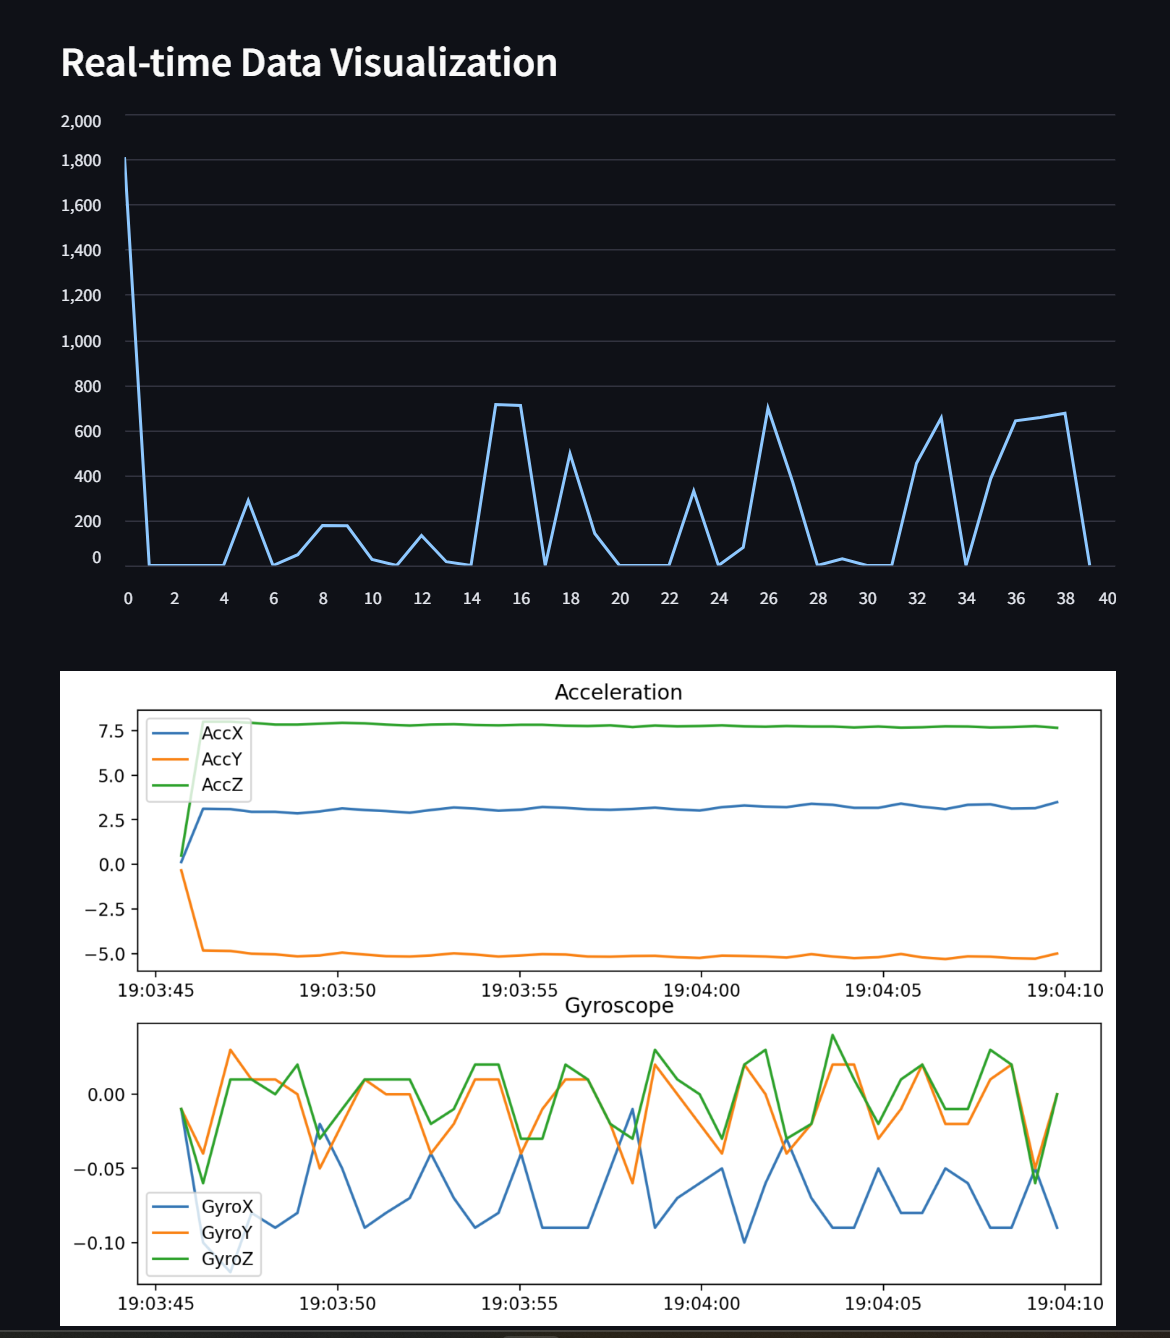 Real-time Data Visualization
2,000
1,800
1,600
1,400
1,200
1,000
800
600
400
200
0
0 2 4 6 8 10 12 14 16 18 20 22 24 26 28 30 32 34 36 38 40
Acceleration
7.5
5.0
2.5
0.0
−2.5
−5.0
AccX
AccY
AccZ
19:03:45 19:03:50 19:03:55 19:04:00 19:04:05 19:04:10
Gyroscope
0.00
−0.05
−0.10
GyroX
GyroY
GyroZ
19:03:45 19:03:50 19:03:55 19:04:00 19:04:05 19:04:10